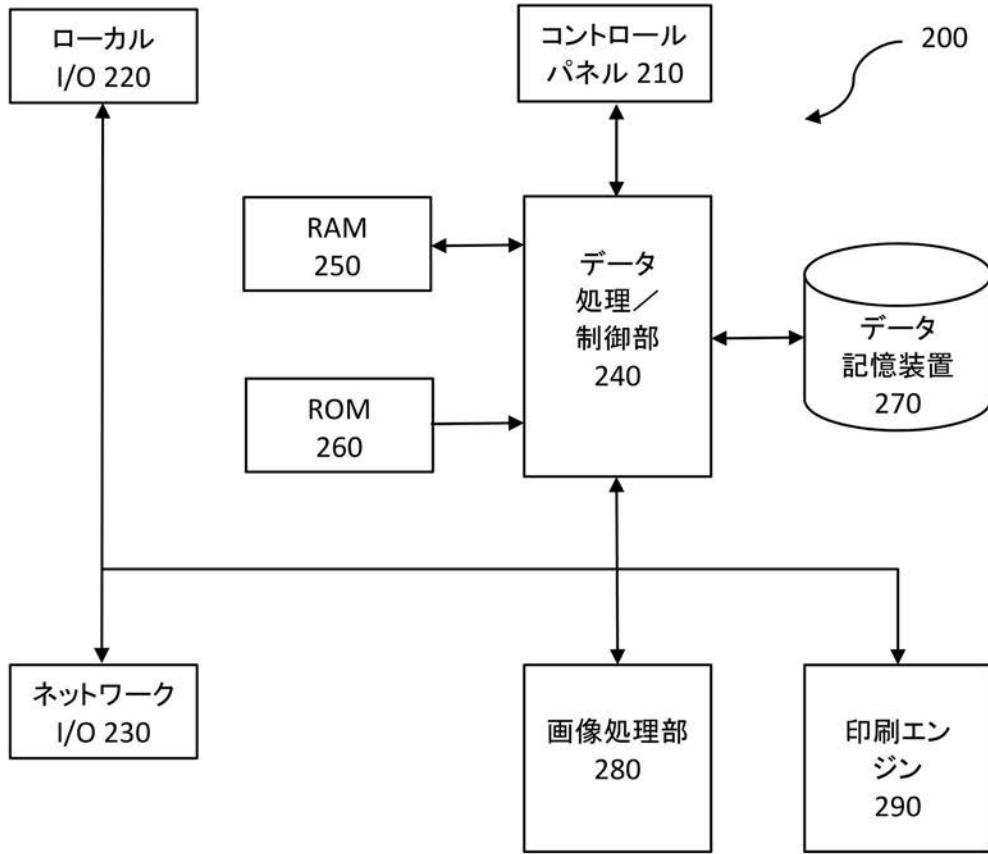 ローカル
I/O 220
コントロール
パネル 210
200
RAM
250
データ
処理／
制御部
240
データ
記憶装置
270
ROM
260
ネットワーク
I/O 230
画像処理部
280
印刷エン
ジン
290